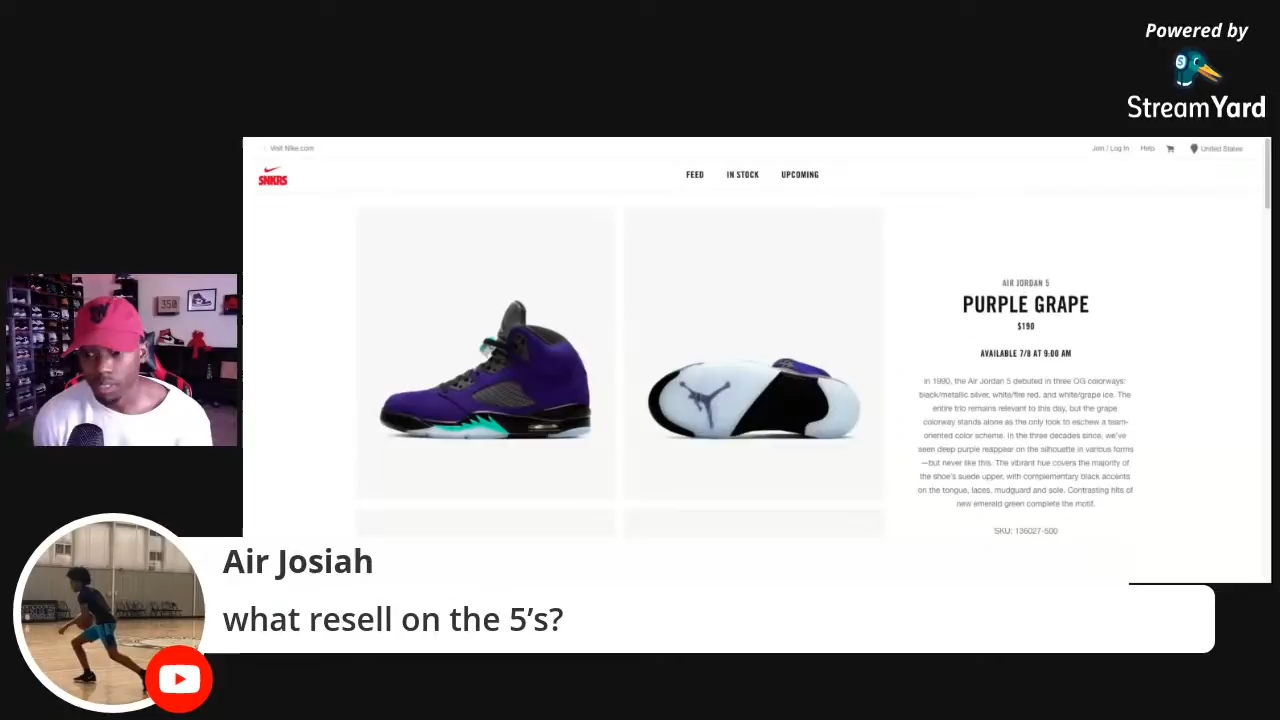 Powered by
StreamYard
Visit Nike.com
Join / Log In Help United States
SNKRS
FEED IN STOCK UPCOMING
AIR JORDAN 5
PURPLE GRAPE
$190
AVAILABLE 7/8 AT 9:00 AM
In 1990, the Air Jordan 5 debuted in three OG colorways:
black/metallic silver, white/fire red, and white/grape ice. The
entire trio remains relevant to this day, but the grape
colorway stands alone as the only took to eschew a team-
oriented color scheme. In the three decades since, we've
seen deep purple reappear on the silhouette in various forms
—but never like this. The vibrant hue covers the majority of
the shoe's suede upper, with complementary black accents
on the tongue, laces, mudguard and sole. Contrasting hits of
new emerald green complete the motif.
SKU: 136027-500
350
Air Josiah
what resell on the 5's?